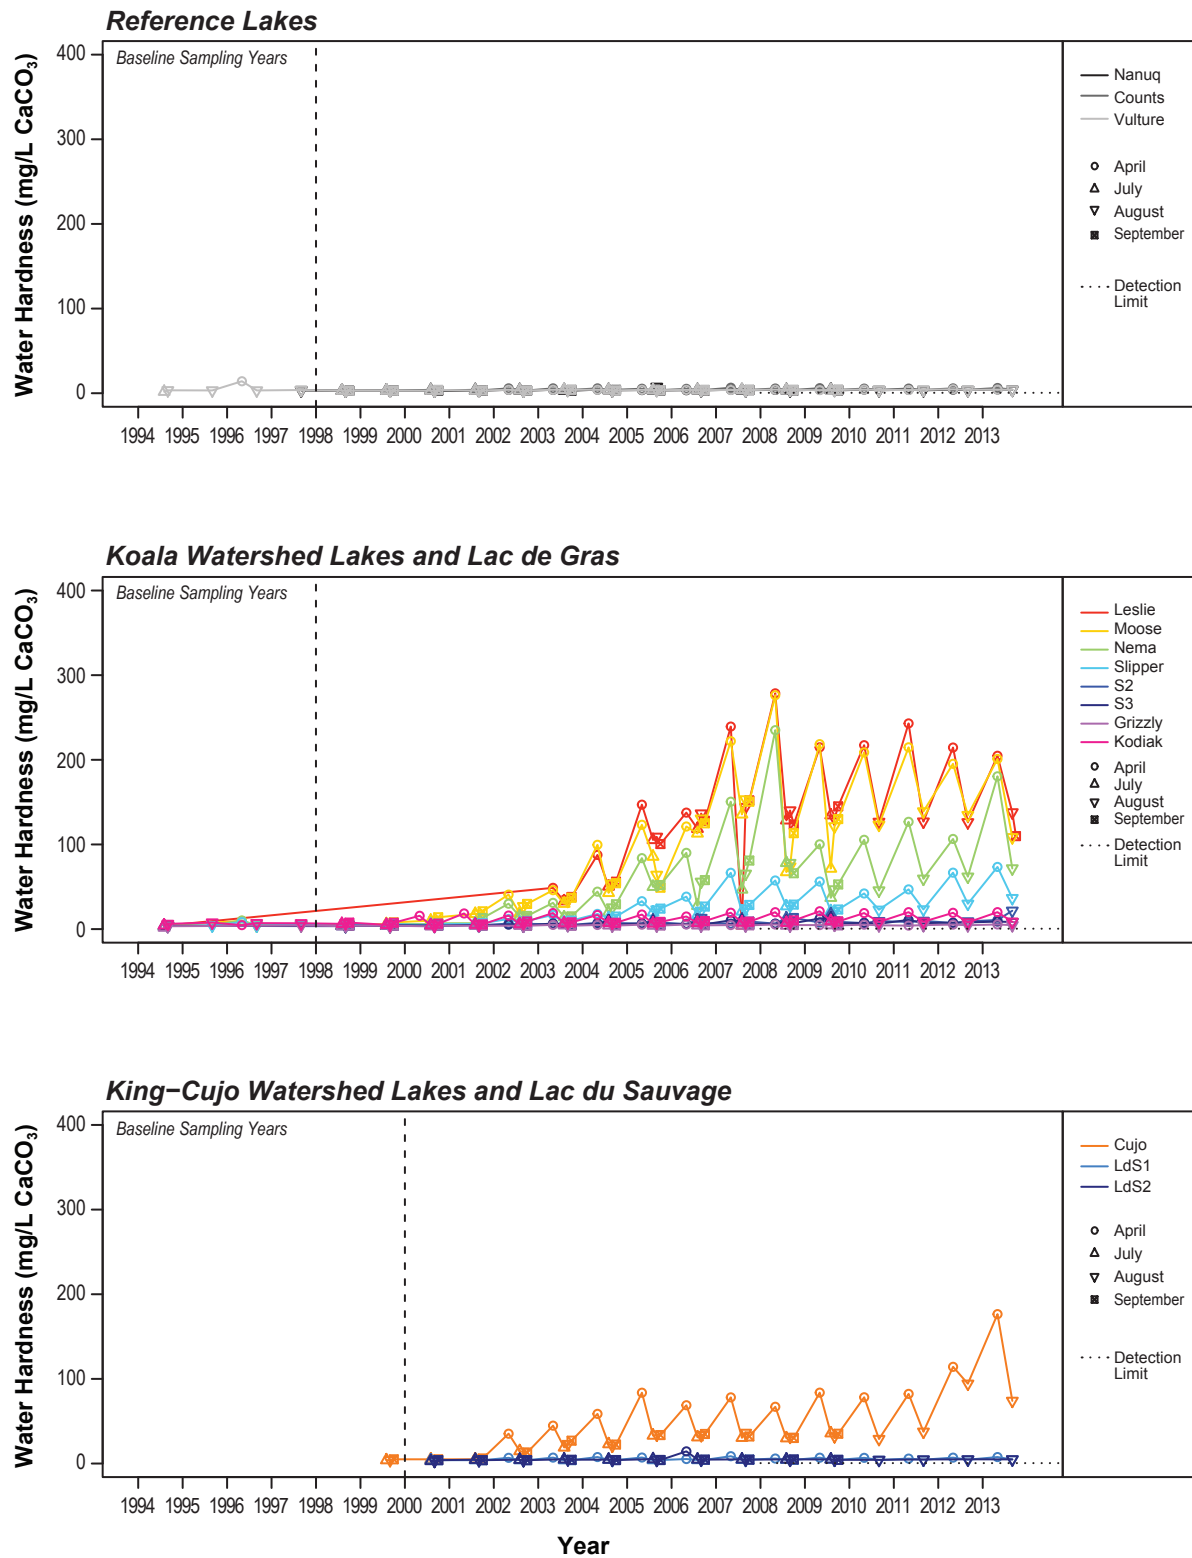 Reference Lakes
Baseline Sampling Years
Water Hardness (mg/L CaCO3)
400
300
200
100
0
1994 1995 1996 1997 1998 1999 2000 2001 2002 2003 2004 2005 2006 2007 2008 2009 2010 2011 2012 2013
Nanuq
Counts
Vulture
April
July
August
September
Detection
Limit
Koala Watershed Lakes and Lac de Gras
Baseline Sampling Years
Water Hardness (mg/L CaCO3)
400
300
200
100
0
1994 1995 1996 1997 1998 1999 2000 2001 2002 2003 2004 2005 2006 2007 2008 2009 2010 2011 2012 2013
Leslie
Moose
Nema
Slipper
S2
S3
Grizzly
Kodiak
April
July
August
September
Detection
Limit
King−Cujo Watershed Lakes and Lac du Sauvage
Baseline Sampling Years
Water Hardness (mg/L CaCO3)
400
300
200
100
0
1994 1995 1996 1997 1998 1999 2000 2001 2002 2003 2004 2005 2006 2007 2008 2009 2010 2011 2012 2013
Cujo
LdS1
LdS2
April
July
August
September
Detection
Limit
Year